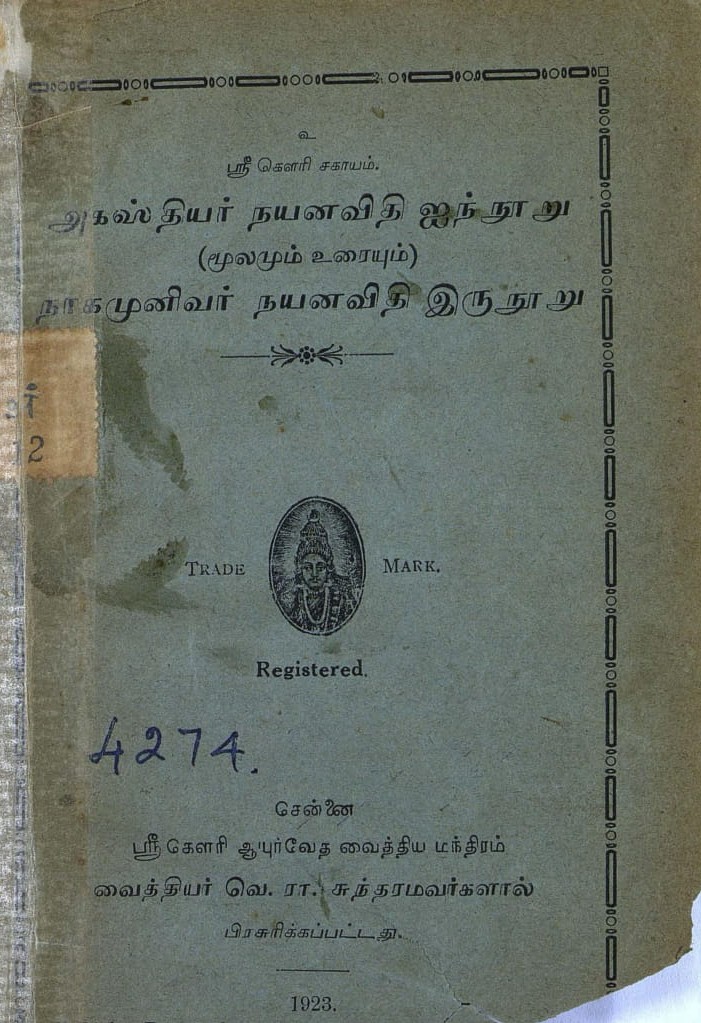 உ
ஸ்ரீ கௌரி சகாயம்.
அகஸ்தியர் நயனவிதி ஐந்நூறு
(மூலமும் உரையும்)
நாகமுனிவர் நயனவிதி இருநூறு
2
TRADE MARK.
Registered.
4274.
சென்னை
ஸ்ரீ கௌரி ஆயுர்வேத வைத்திய மந்திரம்
வைத்தியர் வெ. ரா. சுந்தரமவர்களால்
பிரசுரிக்கப்பட்டது.
1923.